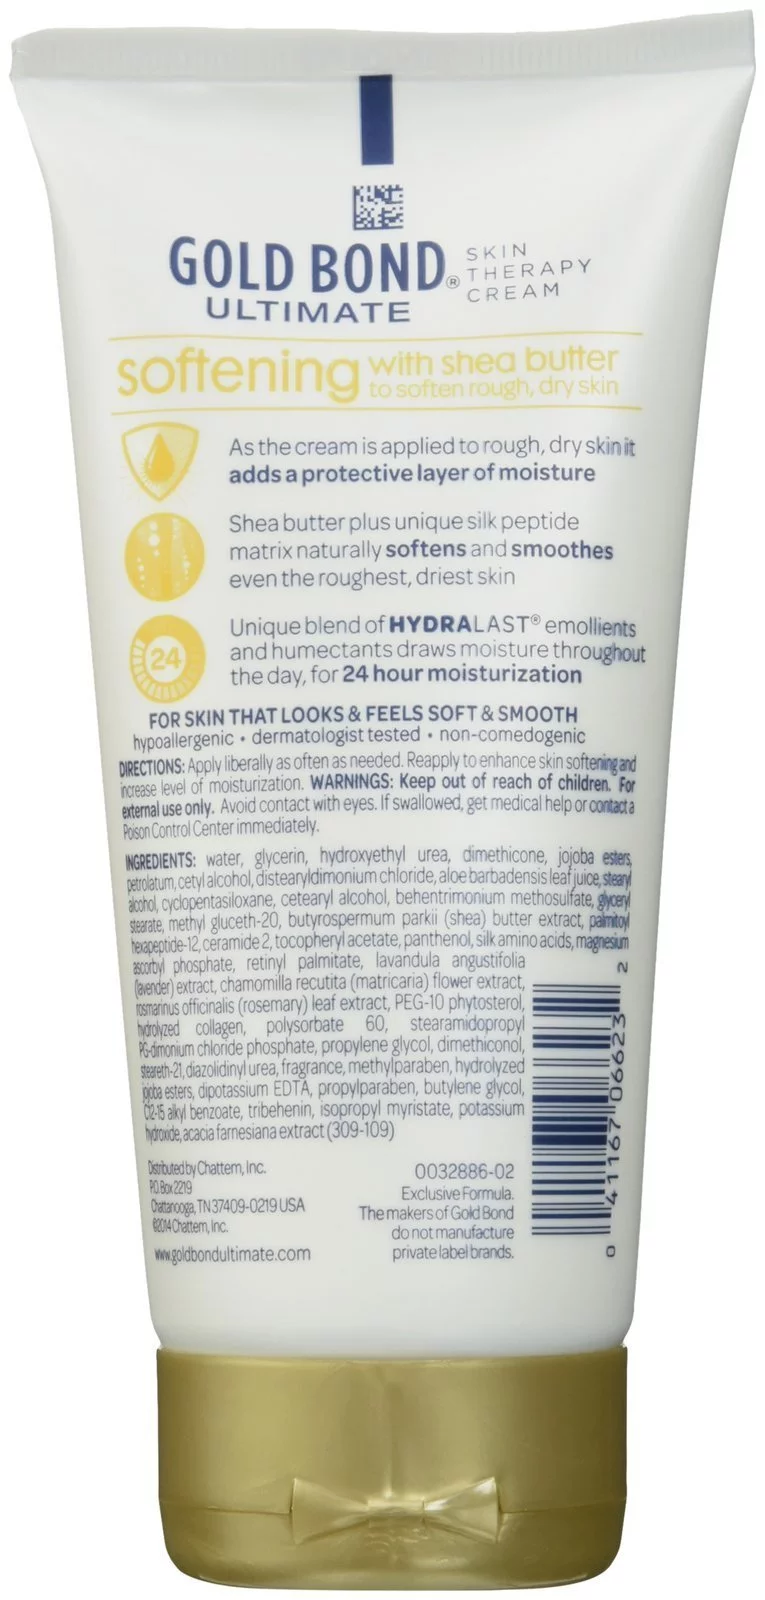 GOLD BOND®
ULTIMATE
SKIN
THERAPY
CREAM
softening with shea butter
to soften rough, dry skin
As the cream is applied to rough, dry skin it
adds a protective layer of moisture
Shea butter plus unique silk peptide
matrix naturally softens and smoothes
even the roughest, driest skin
24
Unique blend of HYDRALAST® emollients
and humectants draws moisture throughout
the day, for 24 hour moisturization
FOR SKIN THAT LOOKS & FEELS SOFT & SMOOTH
hypoallergenic • dermatologist tested • non-comedogenic
DIRECTIONS: Apply liberally as often as needed. Reapply to enhance skin softening and
increase level of moisturization. WARNINGS: Keep out of reach of children. For
external use only. Avoid contact with eyes. If swallowed, get medical help or contact a
Poison Control Center immediately.
INGREDIENTS: water, glycerin, hydroxyethyl urea, dimethicone, jojoba esters,
petrolatum, cetyl alcohol, distearyldimonium chloride, aloe barbadensis leaf juice, stearyl
alcohol, cyclopentasiloxane, cetearyl alcohol, behentrimonium methosulfate, glyceryl
stearate, methyl gluceth-20, butyrospermum parkii (shea) butter extract, palmitoyl
hexapeptide-12, ceramide 2, tocopheryl acetate, panthenol, silk amino acids, magnesium
ascorbyl phosphate, retinyl palmitate, lavandula angustifolia
(lavender) extract, chamomilla recutita (matricaria) flower extract,
rosmarinus officinalis (rosemary) leaf extract, PEG-10 phytosterol,
hydrolyzed collagen, polysorbate 60, stearamidopropyl
PG-dimonium chloride phosphate, propylene glycol, dimethiconol,
steareth-21, diazolidinyl urea, fragrance, methylparaben, hydrolyzed
jojoba esters, dipotassium EDTA, propylparaben, butylene glycol,
C12-15 alkyl benzoate, tribehenin, isopropyl myristate, potassium
hydroxide, acacia farnesiana extract (309-109)
Distributed by Chattem, Inc.
P.O. Box 2219
Chattanooga, TN 37409-0219 USA
©2014 Chattem, Inc.
www.goldbondultimate.com
0032886-02
Exclusive Formula.
The makers of Gold Bond
do not manufacture
private label brands.
0 41167 06623 2